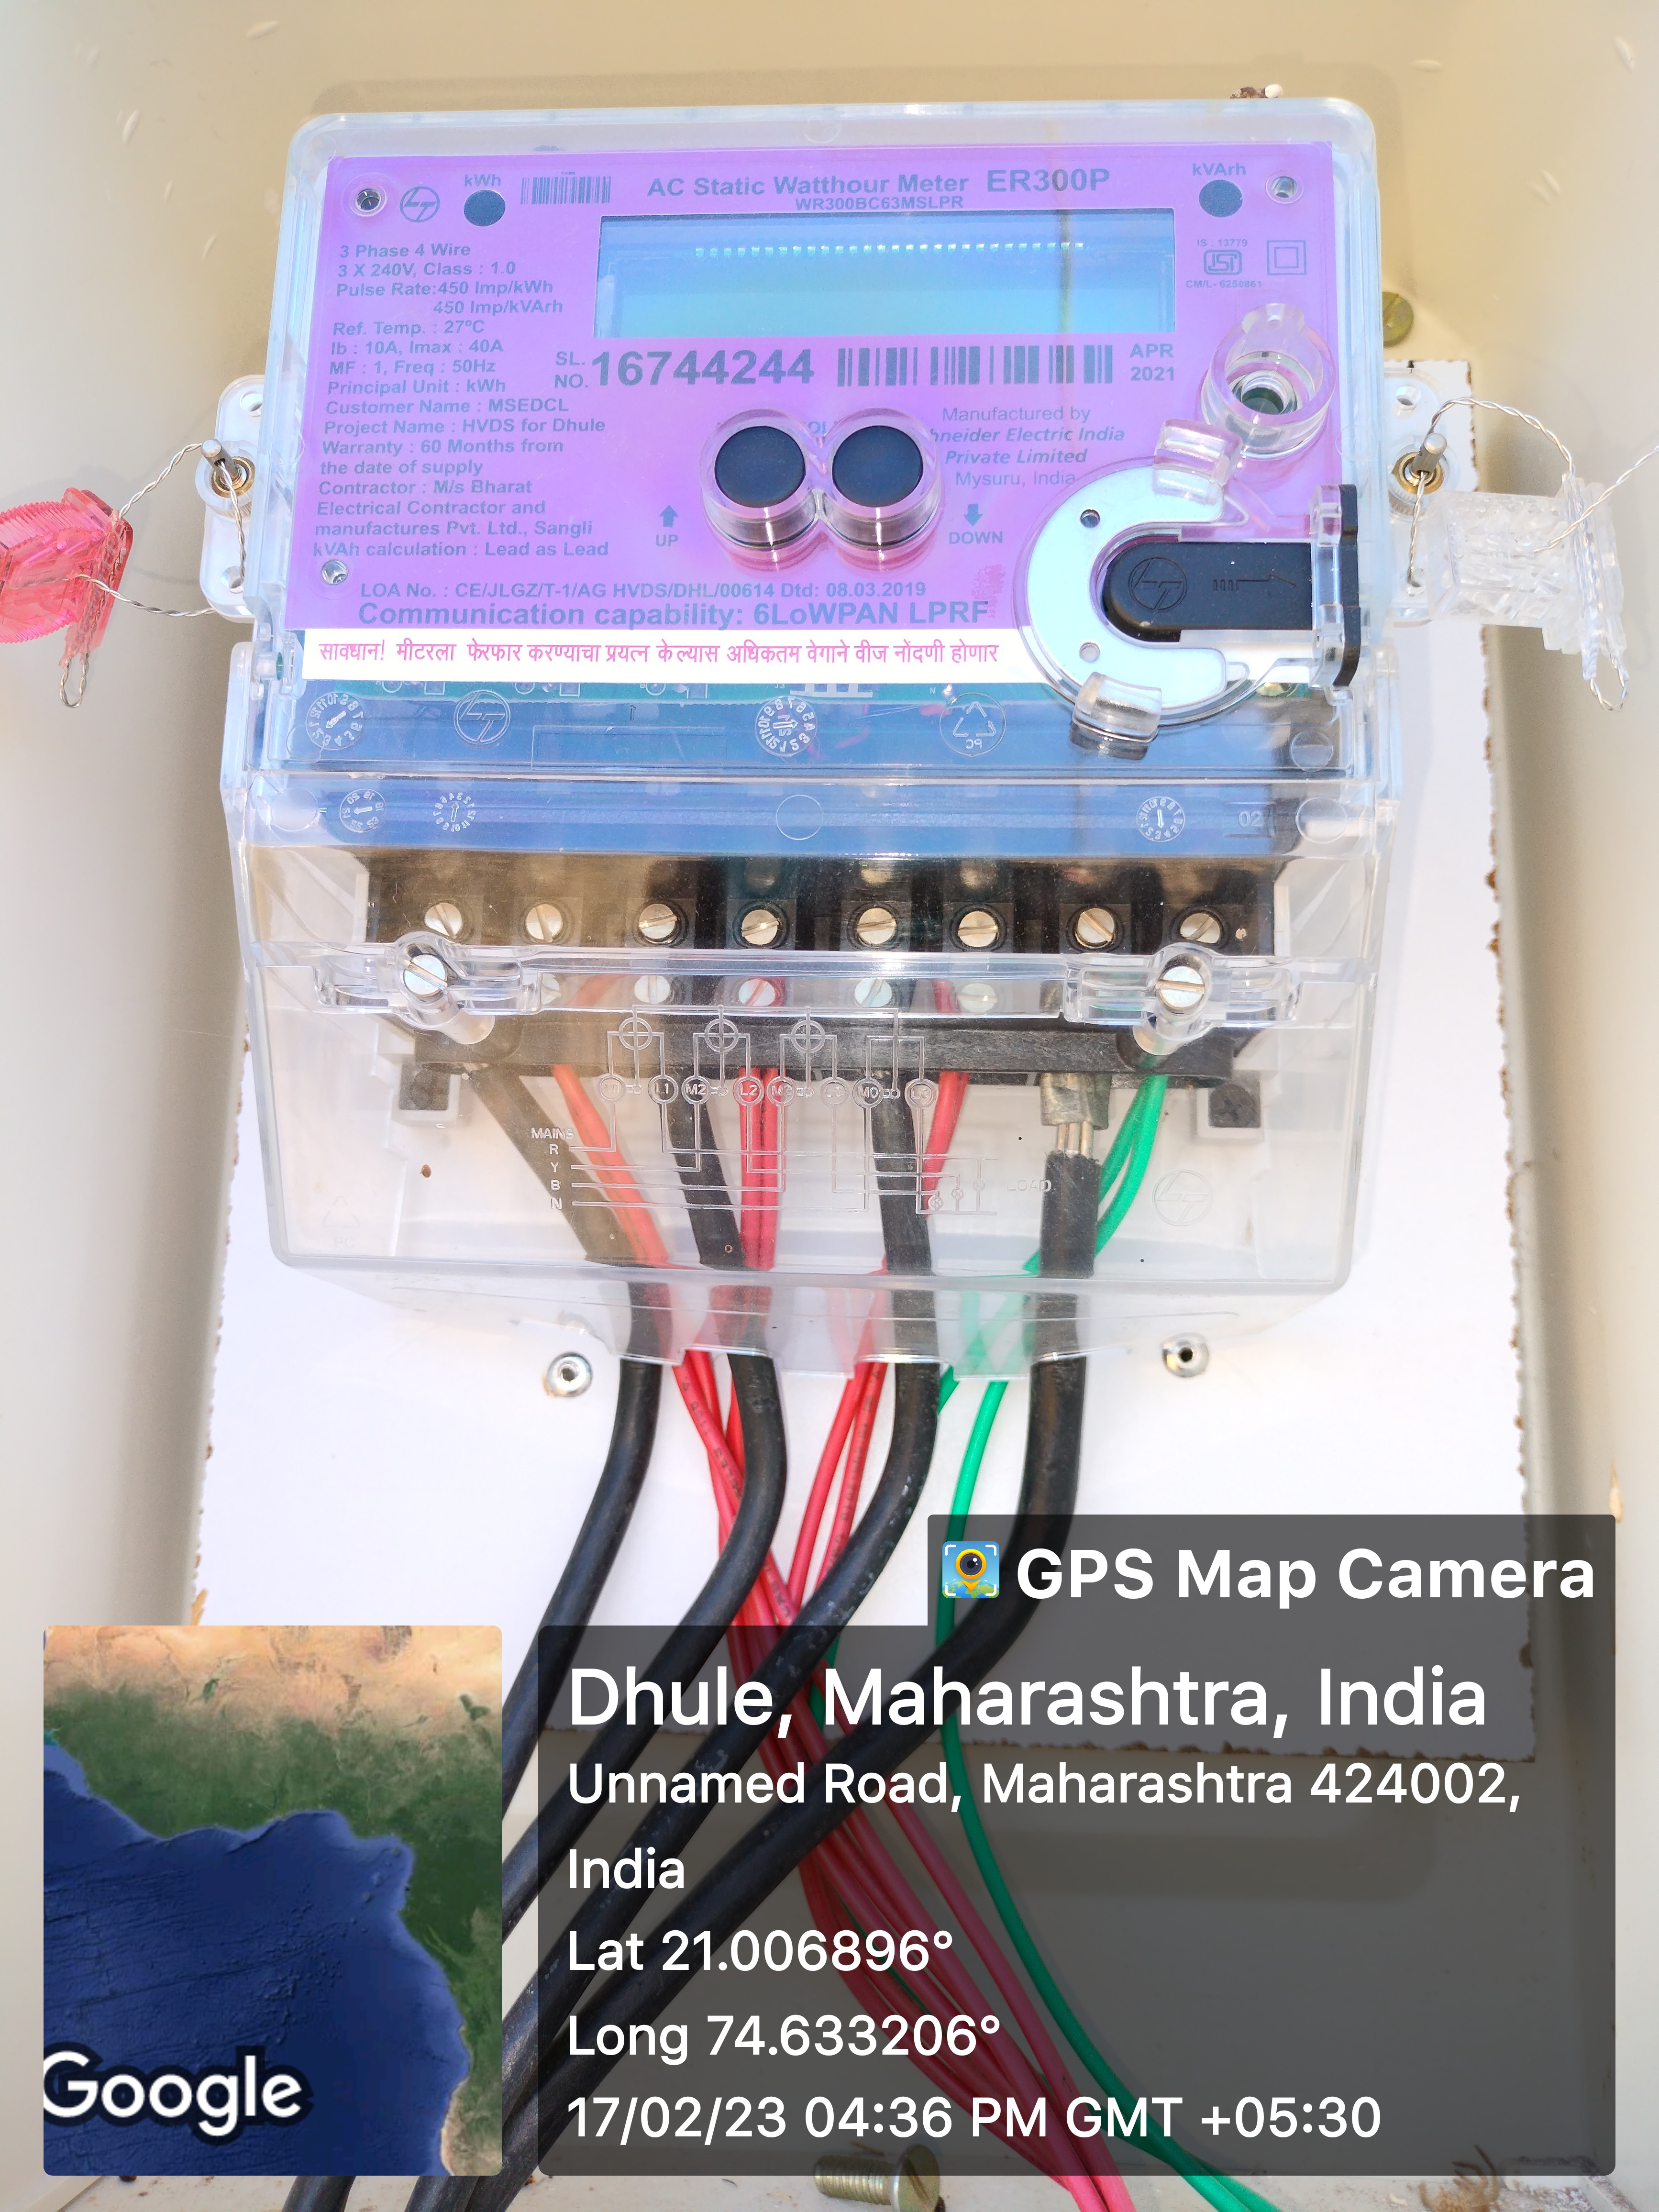 kWh
AC Static Watthour Meter ER300P
WR300BC63MSLPR
kVArh
3 Phase 4 Wire
3 X 240V, Class : 1.0
Pulse Rate:450 Imp/kWh
450 Imp/kVArh
Ref. Temp. : 27°C
Ib : 10A, Imax : 40A
MF : 1, Freq : 50Hz
Principal Unit : kWh
Customer Name : MSEDCL
Project Name : HVDS for Dhule
Warranty : 60 Months from
the date of supply
Contractor : M/s Bharat
Electrical Contractor and
manufactures Pvt. Ltd., Sangli
kVAh calculation : Lead as Lead
IS : 13779
CM/L- 6250861
SL. NO. 16744244
APR 2021
Manufactured by
Electric India
Private Limited
Mysuru, India
UP
DOWN
LOA No. : CE/JLGZ/T-1/AG HVDS/DHL/00614 Dtd: 08.03.2019
Communication capability: 6LoWPAN LPRF
सावधान! मीटरला फेरफार करण्याचा प्रयत्न केल्यास अधिकतम वेगाने वीज नोंदणी होणार
02
L1 M2 L2 M0
MAINS
R
Y
B
N
LOAD
GPS Map Camera
Dhule, Maharashtra, India
Unnamed Road, Maharashtra 424002,
India
Lat 21.006896°
Long 74.633206°
17/02/23 04:36 PM GMT +05:30
Google